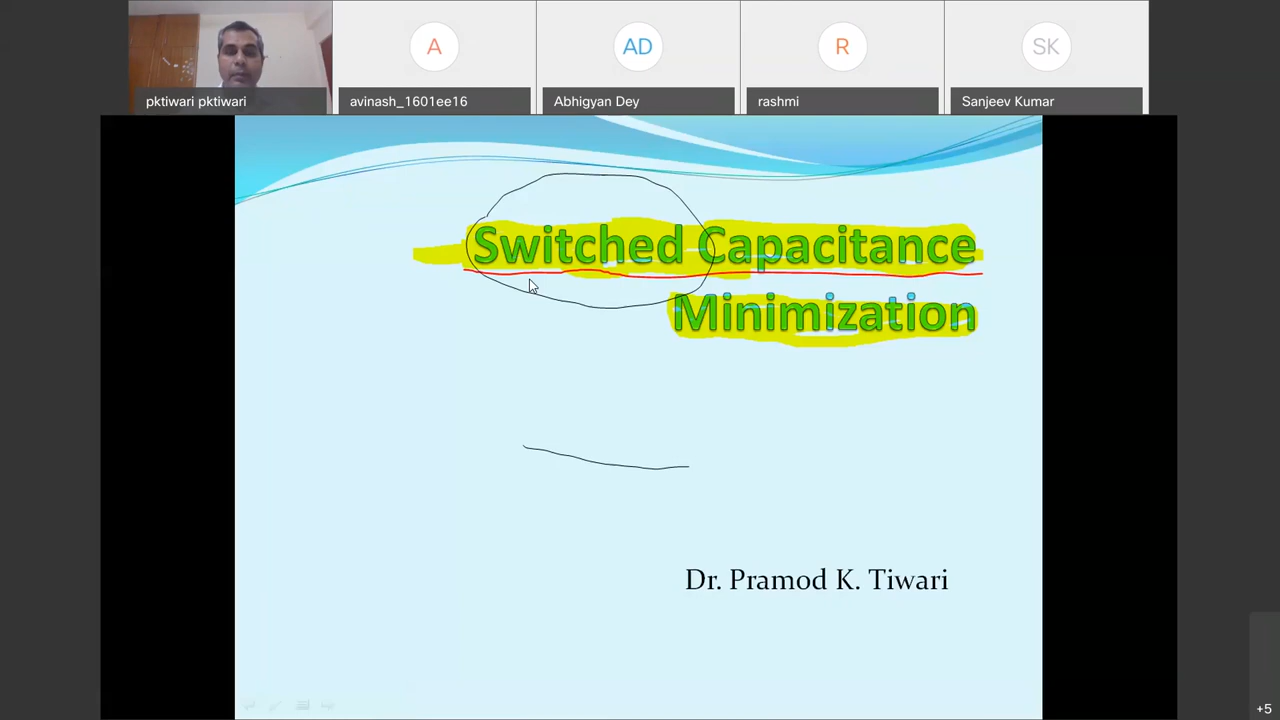 A
AD
R
SK
pktiwari pktiwari
avinash_1601ee16
Abhigyan Dey
rashmi
Sanjeev Kumar
Switched Capacitance
Minimization
Dr. Pramod K. Tiwari
+5